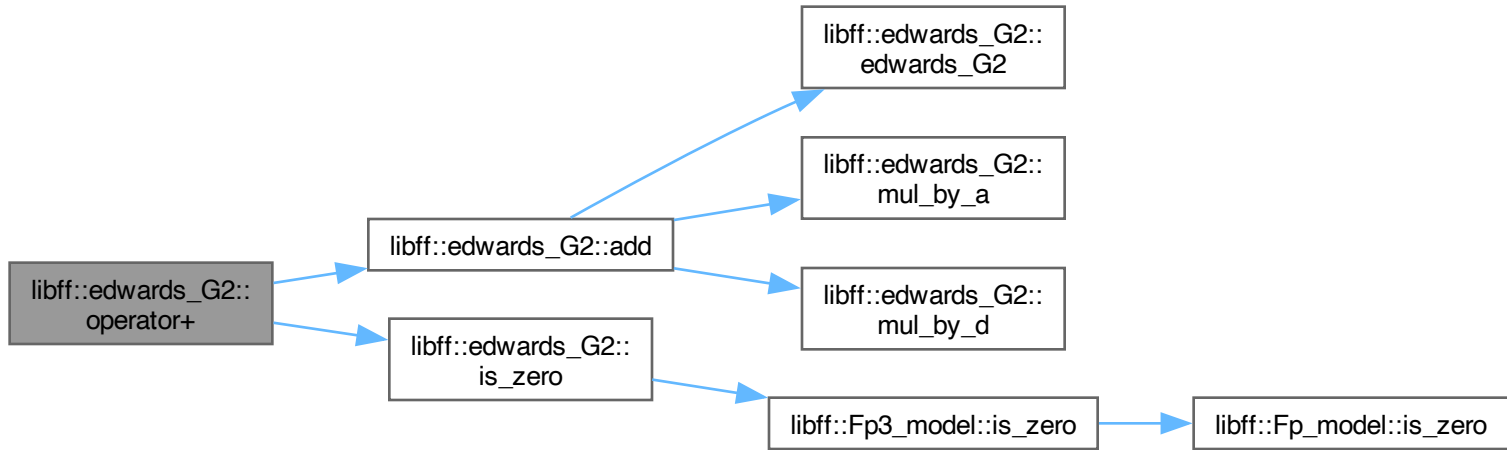 libff::edwards_G2::
operator+
libff::edwards_G2::add
libff::edwards_G2::
edwards_G2
libff::edwards_G2::
mul_by_a
libff::edwards_G2::
mul_by_d
libff::edwards_G2::
is_zero
libff::Fp3_model::is_zero
libff::Fp_model::is_zero